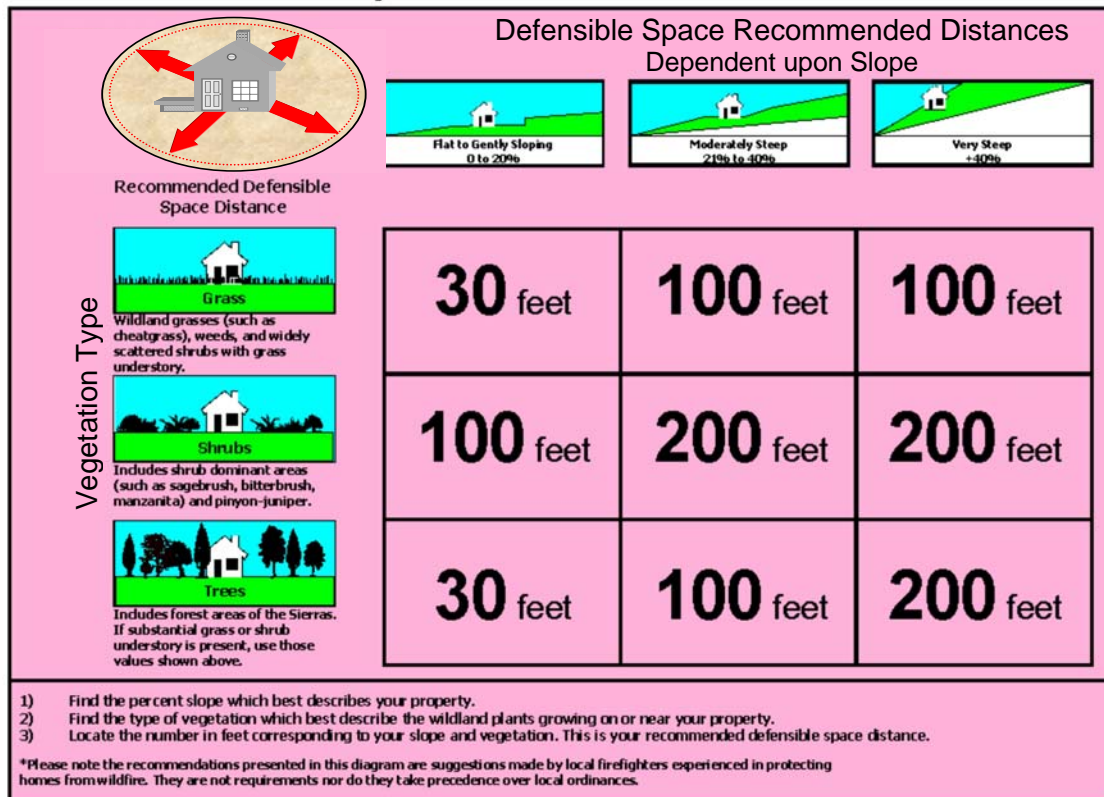 Defensible Space Recommended Distances
Dependent upon Slope
Flat to Gently Sloping
0 to 20%
Moderately Steep
21% to 40%
Very Steep
+40%
Recommended Defensible
Space Distance
Vegetation Type
Grass
Wildland grasses (such as
cheatgrass), weeds, and widely
scattered shrubs with grass
understory.
30 feet
100 feet
100 feet
Shrubs
Includes shrub dominant areas
(such as sagebrush, bitterbrush,
manzanita) and pinyon-juniper.
100 feet
200 feet
200 feet
Trees
Includes forest areas of the Sierras.
If substantial grass or shrub
understory is present, use those
values shown above.
30 feet
100 feet
200 feet
1) Find the percent slope which best describes your property.
2) Find the type of vegetation which best describe the wildland plants growing on or near your property.
3) Locate the number in feet corresponding to your slope and vegetation. This is your recommended defensible space distance.
*Please note the recommendations presented in this diagram are suggestions made by local firefighters experienced in protecting
homes from wildfire. They are not requirements nor do they take precedence over local ordinances.